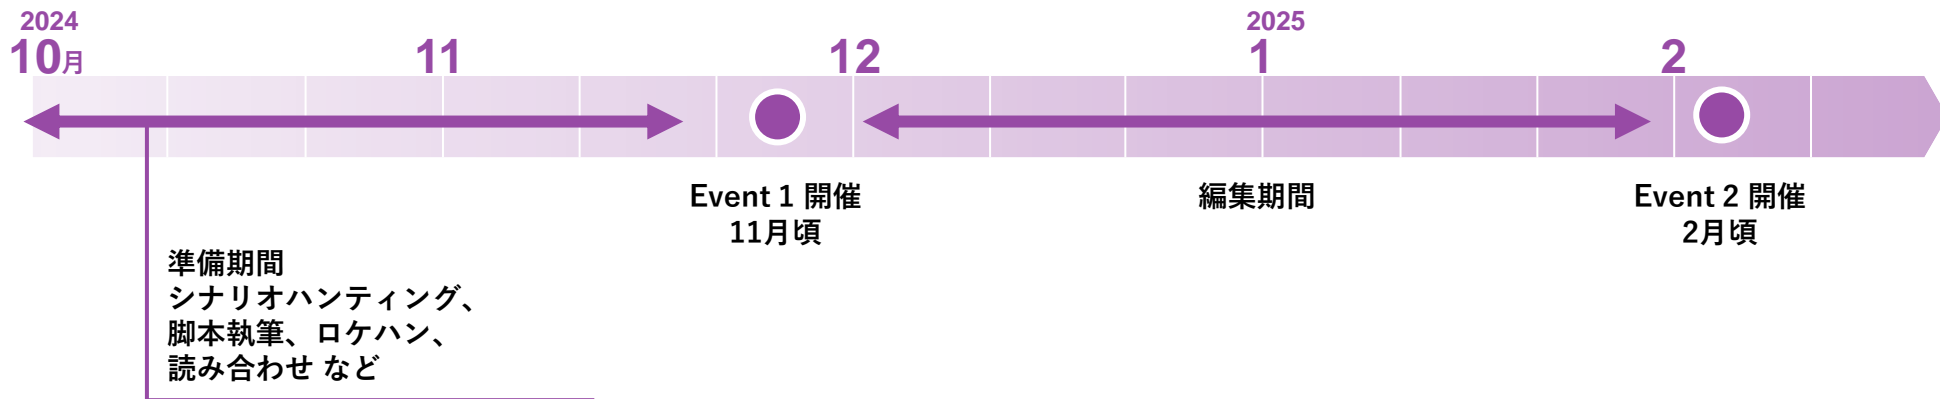 2024
10月
11
12
2025
1
2
Event 1 開催
11月頃
編集期間
Event 2 開催
2月頃
準備期間
シナリオハンティング、
脚本執筆、ロケハン、
読み合わせ など